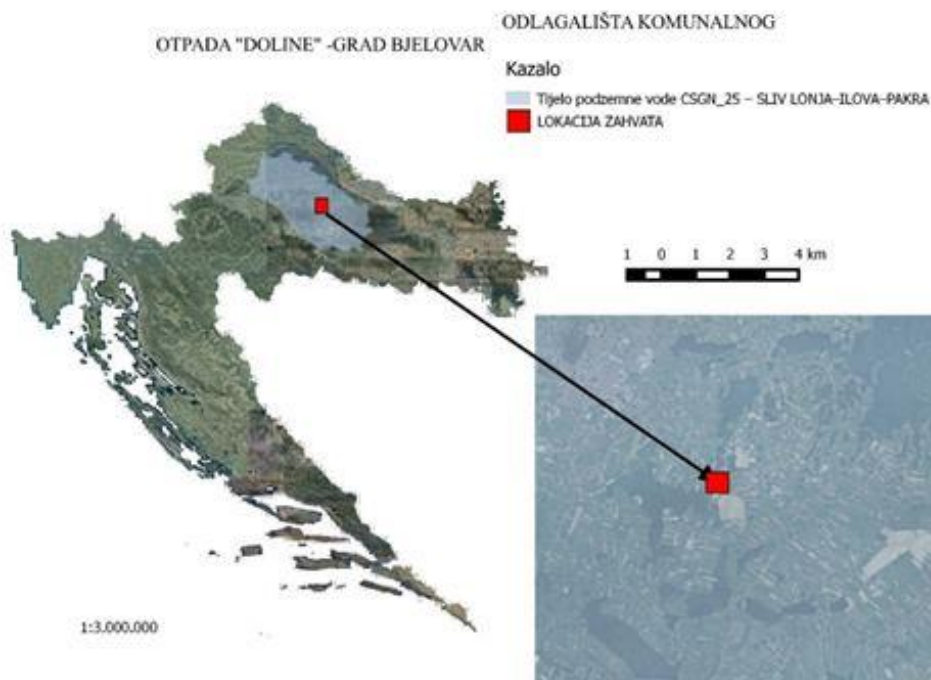 ODLAGALIŠTA KOMUNALNOG
OTPADA "DOLINE" -GRAD BJELOVAR
Kazalo
Tijelo podzemne vode CSGN_25 – SLIV LONJA–ILOVA–PAKRA
LOKACIJA ZAHVATA
1 0 1 2 3 4 km
1:3.000.000